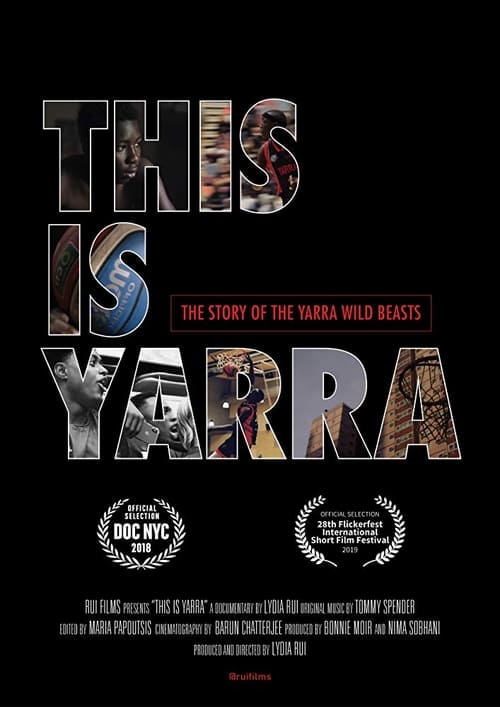 THIS
IS
THE STORY OF THE YARRA WILD BEASTS
YARRA
OFFICIAL
SELECTION
DOC NYC
2018
OFFICIAL SELECTION
28th Flickerfest
International
Short Film Festival
2019
RUI FILMS PRESENTS "THIS IS YARRA" A DOCUMENTARY BY LYDIA RUI ORIGINAL MUSIC BY TOMMY SPENDER
EDITED BY MARIA PAPOUTSIS CINEMATOGRAPHY BY BARUN CHATTERJEE PRODUCED BY BONNIE MOIR AND NIMA SOBHANI
PRODUCED AND DIRECTED BY LYDIA RUI
@ruifilms